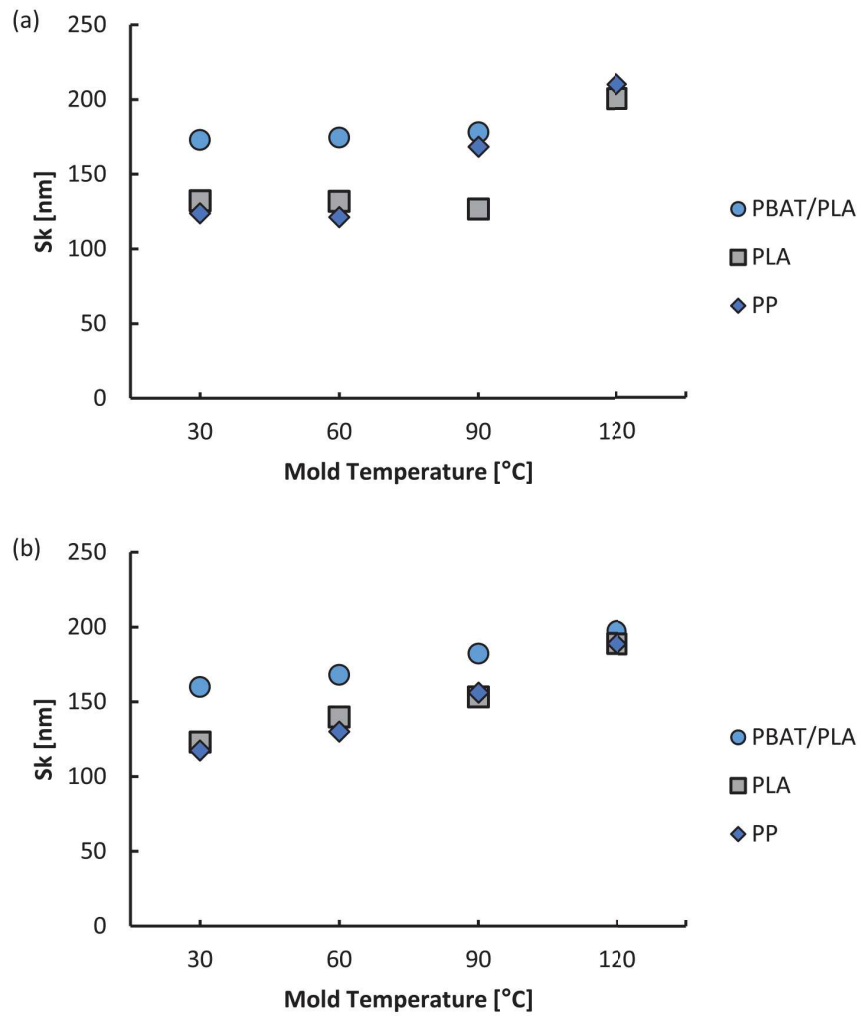 (a)
250
200
150
100
50
0
Sk [nm]
30 60 90 120
Mold Temperature [°C]
PBAT/PLA
PLA
PP
(b)
250
200
150
100
50
0
Sk [nm]
30 60 90 120
Mold Temperature [°C]
PBAT/PLA
PLA
PP